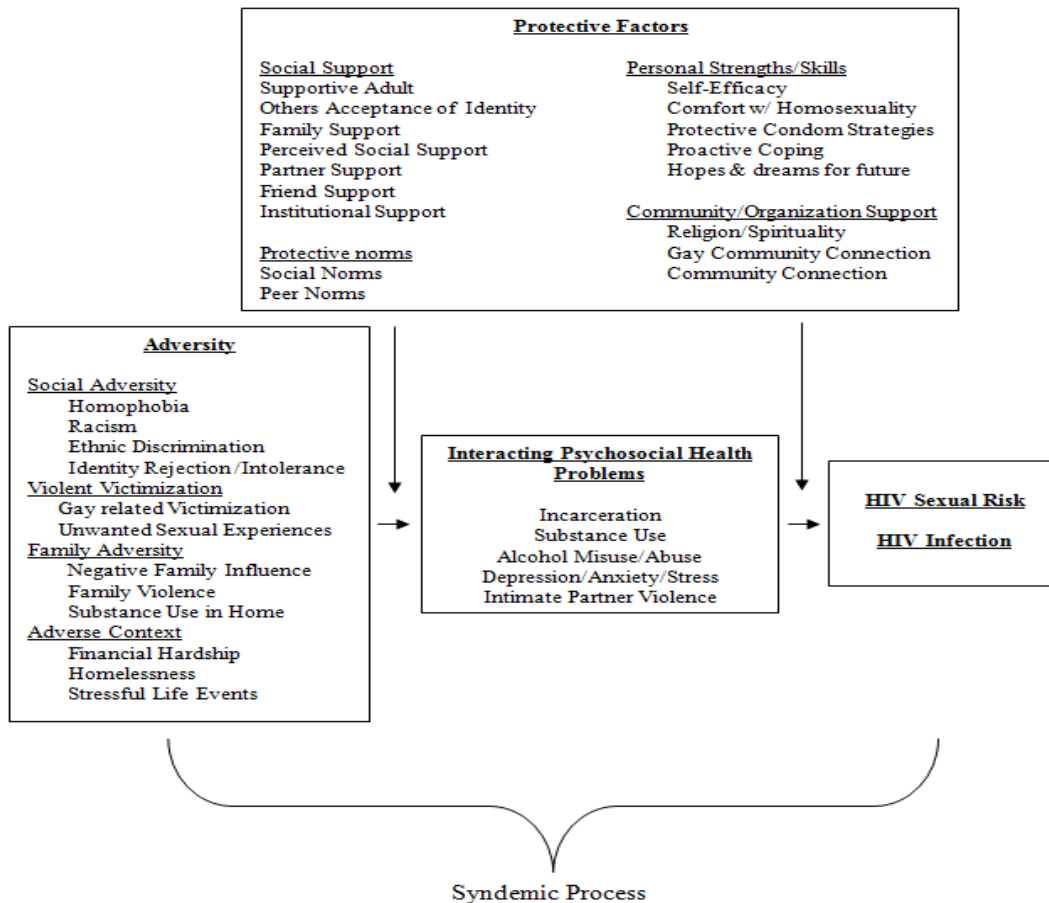 Protective Factors
Social Support
Supportive Adult
Others Acceptance of Identity
Family Support
Perceived Social Support
Partner Support
Friend Support
Institutional Support
Protective norms
Social Norms
Peer Norms
Personal Strengths/Skills
Self-Efficacy
Comfort w/ Homosexuality
Protective Condom Strategies
Proactive Coping
Hopes & dreams for future
Community/Organization Support
Religion/Spirituality
Gay Community Connection
Community Connection
Adversity
Social Adversity
Homophobia
Racism
Ethnic Discrimination
Identity Rejection/Intolerance
Violent Victimization
Gay related Victimization
Unwanted Sexual Experiences
Family Adversity
Negative Family Influence
Family Violence
Substance Use in Home
Adverse Context
Financial Hardship
Homelessness
Stressful Life Events
Interacting Psychosocial Health
Problems
Incarceration
Substance Use
Alcohol Misuse/Abuse
Depression/Anxiety/Stress
Intimate Partner Violence
HIV Sexual Risk
HIV Infection
Syndemic Process